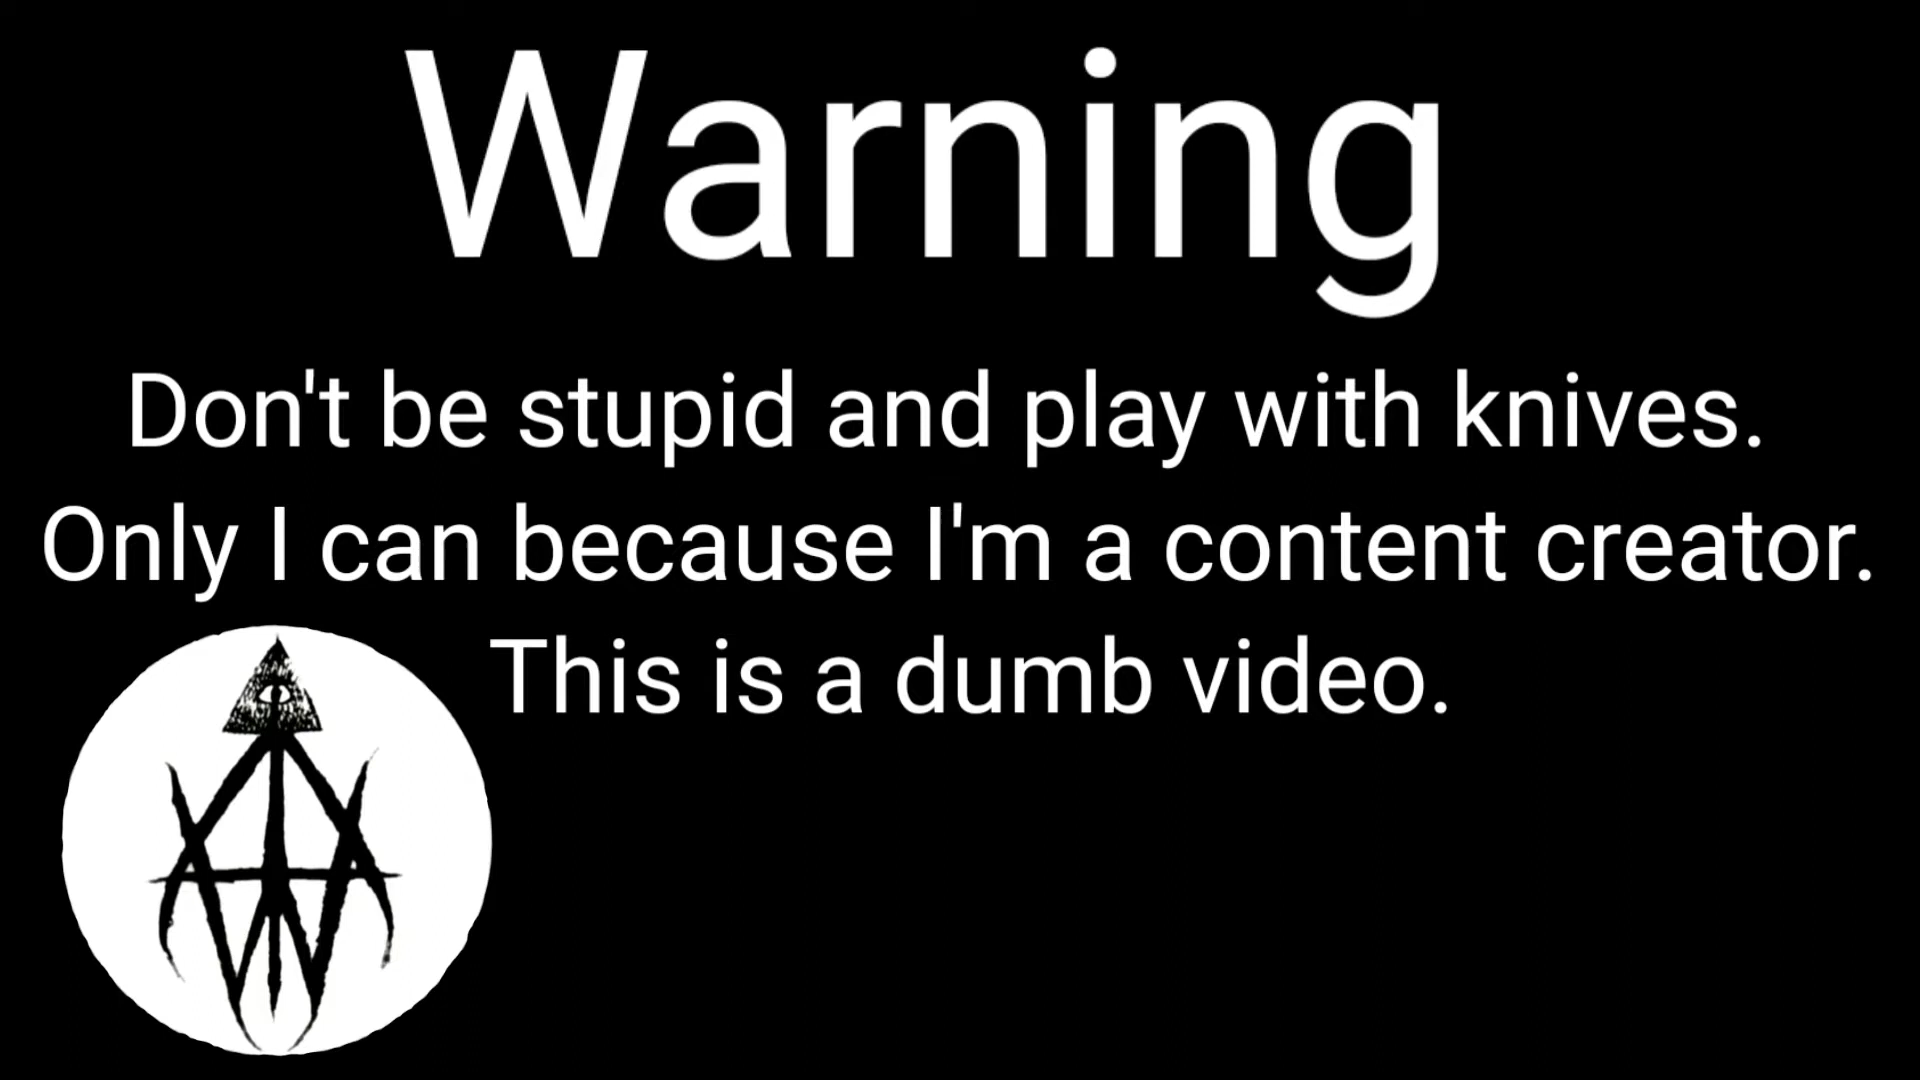 Warning
Don't be stupid and play with knives.
Only I can because I'm a content creator.
This is a dumb video.